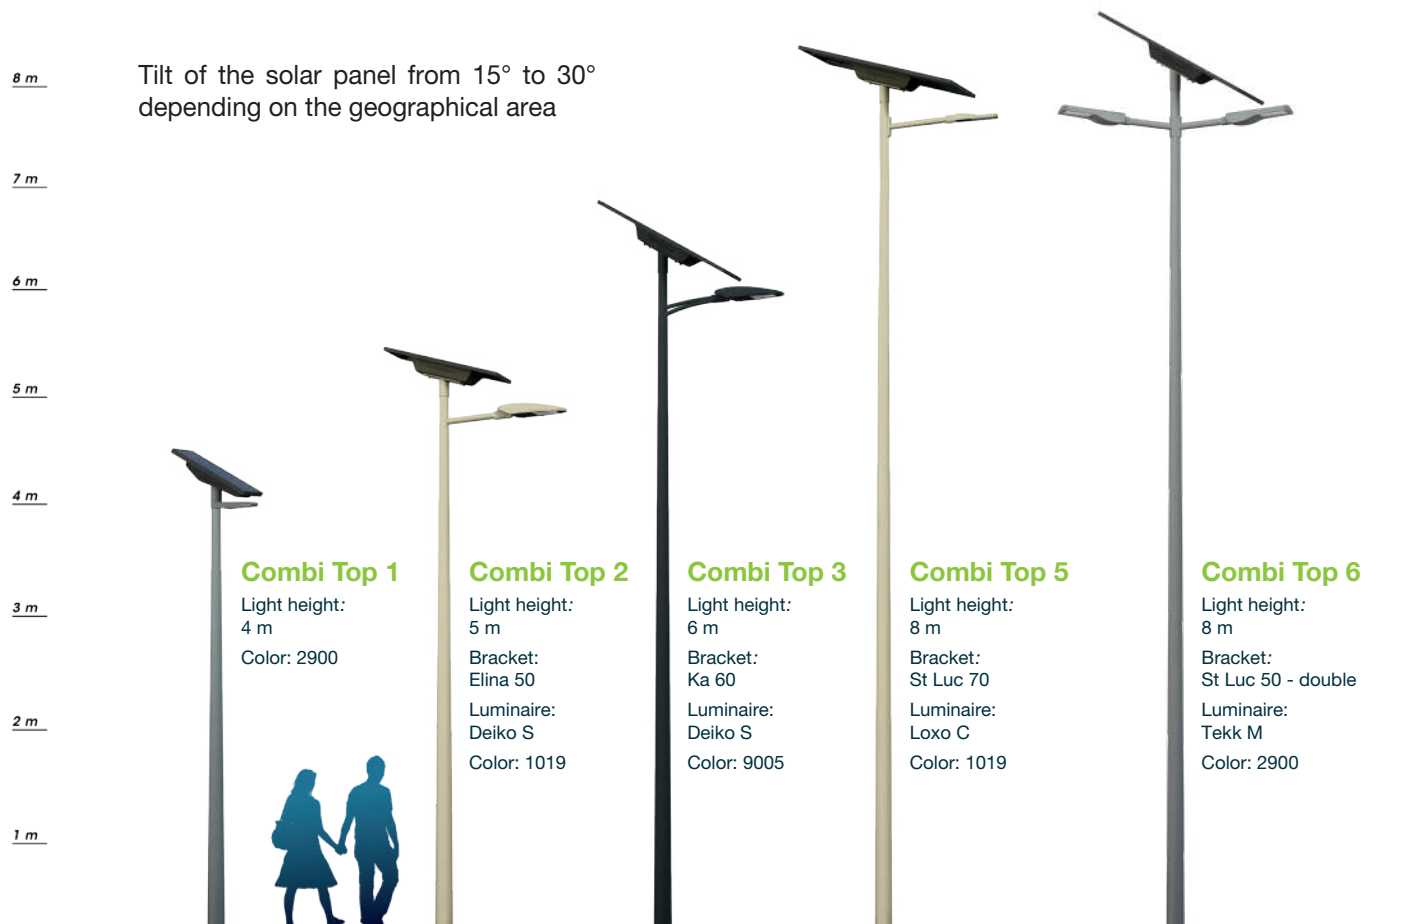 Tilt of the solar panel from 15° to 30°
depending on the geographical area
8 m
7 m
6 m
5 m
4 m
3 m
2 m
1 m
Combi Top 1
Light height:
4 m
Color: 2900
Combi Top 2
Light height:
5 m
Bracket:
Elina 50
Luminaire:
Deiko S
Color: 1019
Combi Top 3
Light height:
6 m
Bracket:
Ka 60
Luminaire:
Deiko S
Color: 9005
Combi Top 5
Light height:
8 m
Bracket:
St Luc 70
Luminaire:
Loxo C
Color: 1019
Combi Top 6
Light height:
8 m
Bracket:
St Luc 50 - double
Luminaire:
Tekk M
Color: 2900